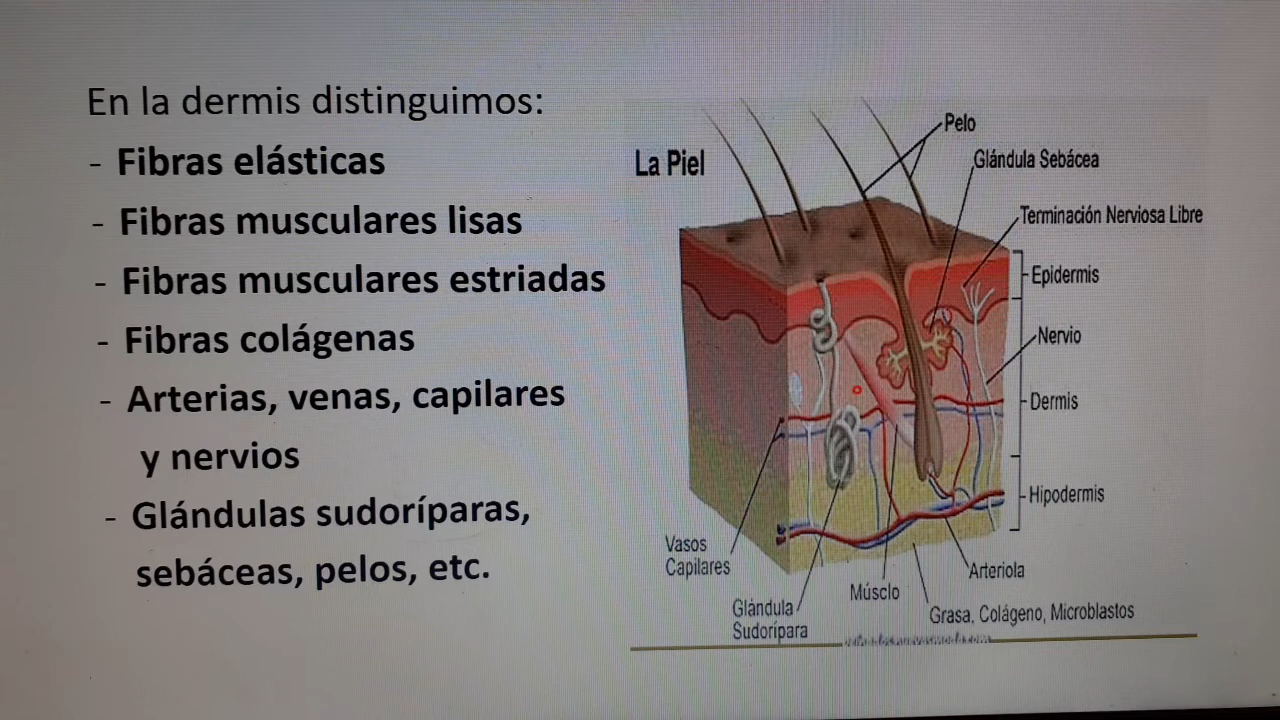 En la dermis distinguimos:
- Fibras elásticas
- Fibras musculares lisas
- Fibras musculares estriadas
- Fibras colágenas
- Arterias, venas, capilares
y nervios
- Glándulas sudoríparas,
sebáceas, pelos, etc.
La Piel
Pelo
Glándula Sebácea
Terminación Nerviosa Libre
Epidermis
Nervio
Dermis
Hipodermis
Vasos
Capilares
Glándula
Sudorípara
Músclo
Arteriola
Grasa, Colágeno, Microblastos